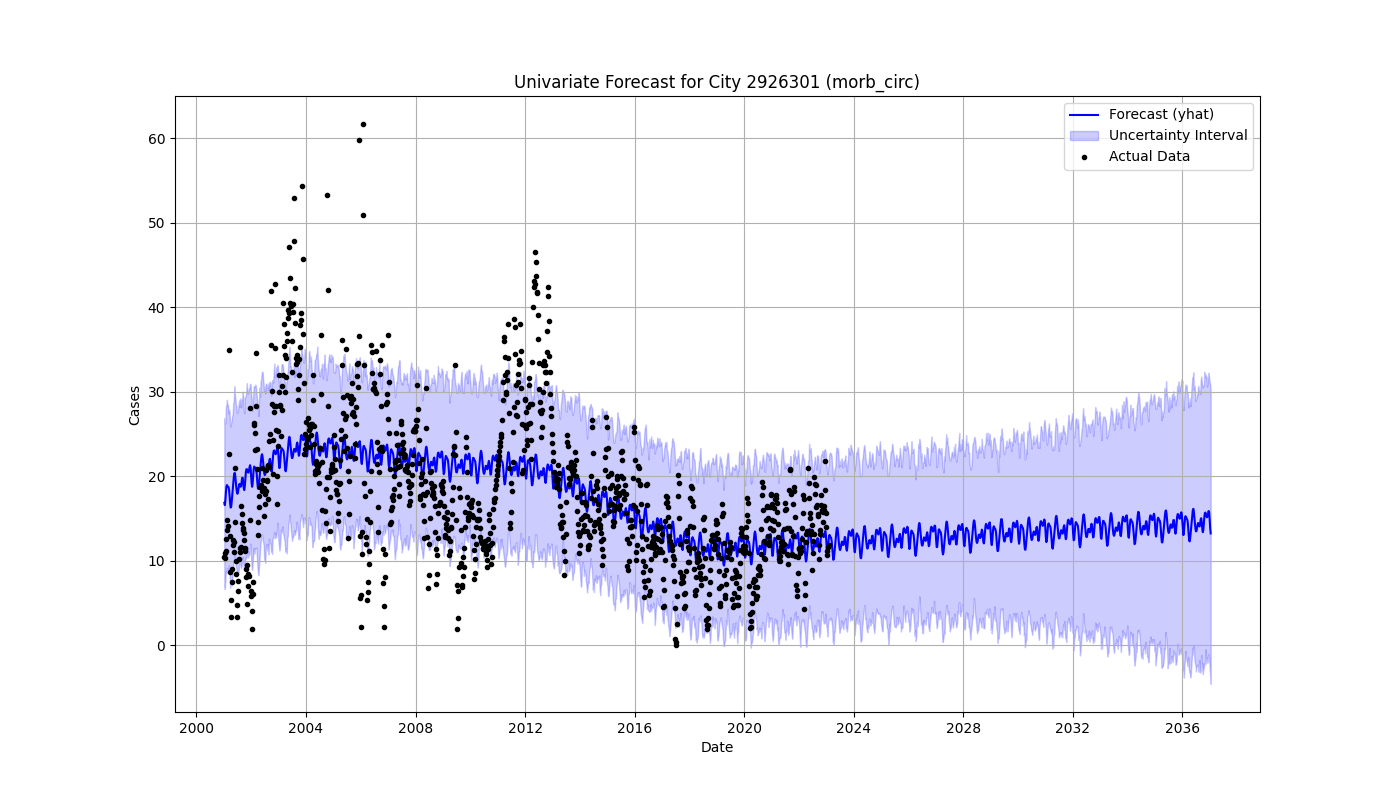 Univariate Forecast for City 2926301 (morb_circ)
Forecast (yhat)
Uncertainty Interval
Actual Data
Cases
60
50
40
30
20
10
0
2000 2004 2008 2012 2016 2020 2024 2028 2032 2036
Date